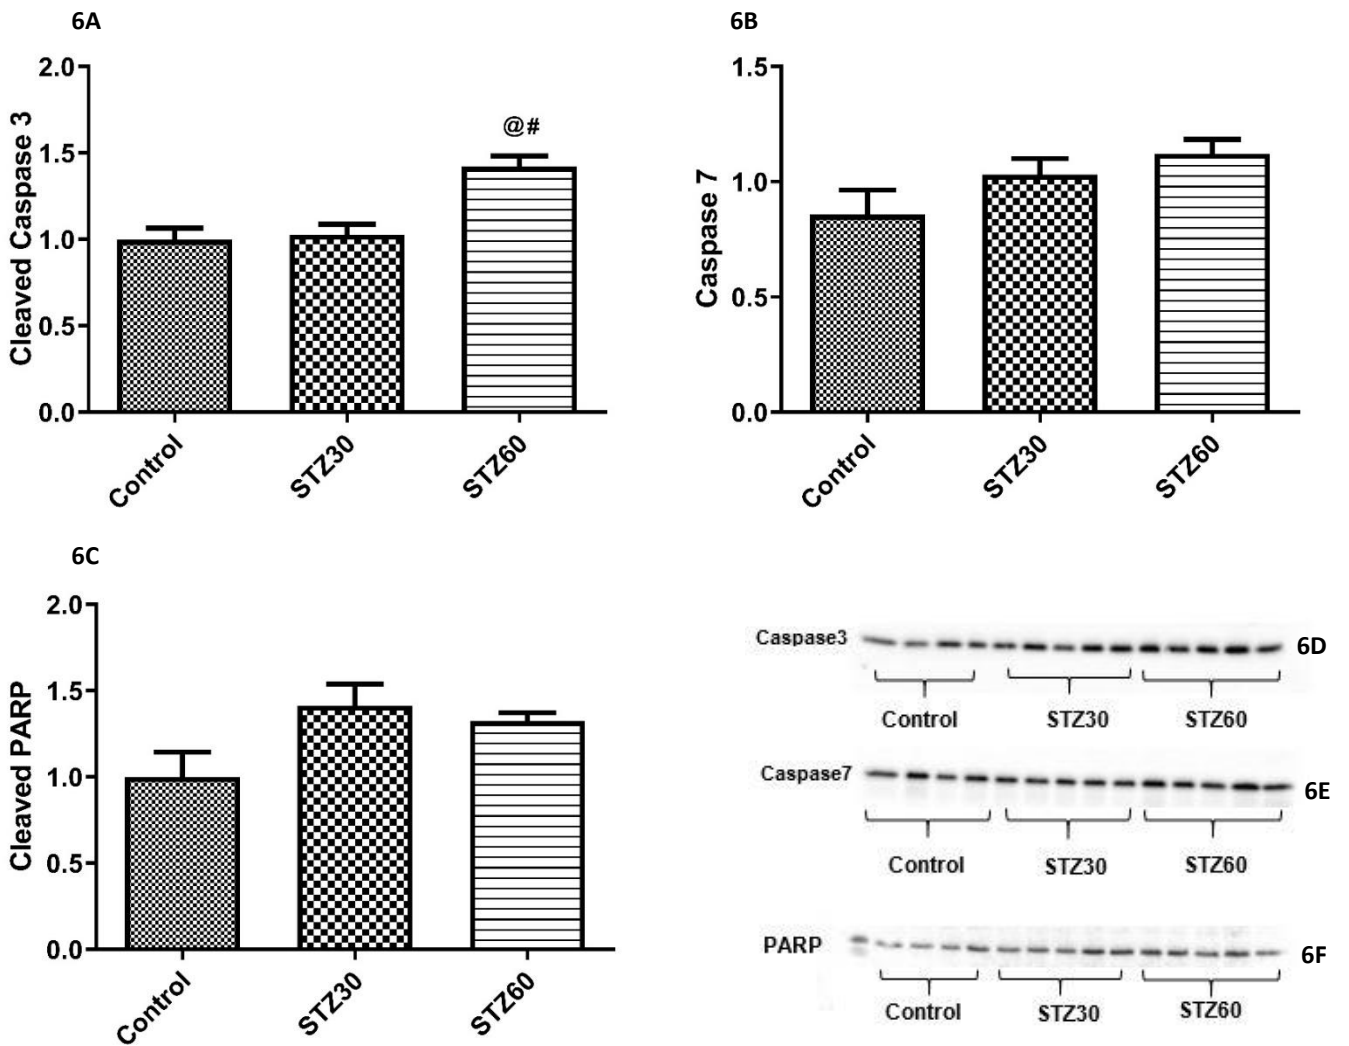 6A
Cleaved Caspase 3
2.0
1.5
1.0
0.5
0.0
@#
Control
STZ30
STZ60
6B
Caspase 7
1.5
1.0
0.5
0.0
Control
STZ30
STZ60
6C
Cleaved PARP
2.0
1.5
1.0
0.5
0.0
Control
STZ30
STZ60
Caspase3
6D
Control STZ30 STZ60
Caspase7
6E
Control STZ30 STZ60
PARP
6F
Control STZ30 STZ60